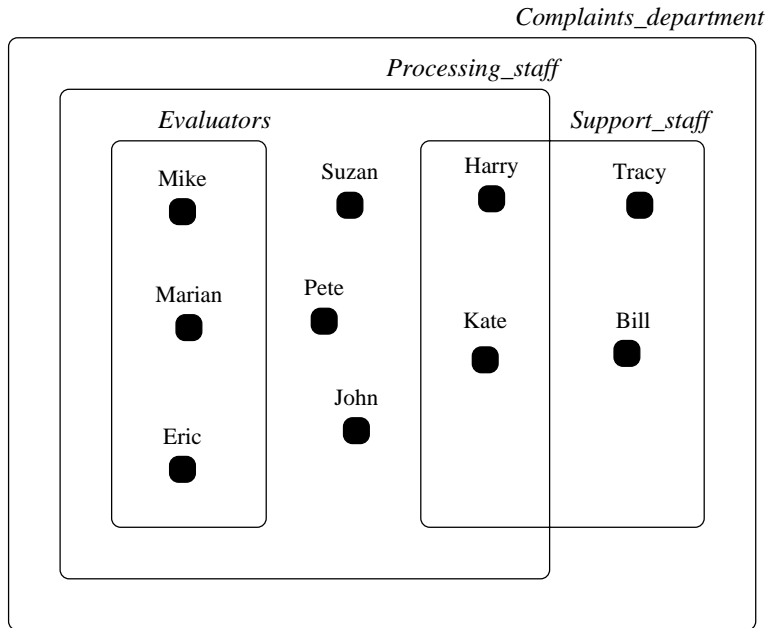 Complaints_department
Processing_staff
Evaluators
Support_staff
Mike
Suzan
Harry
Tracy
Marian
Pete
Kate
Bill
John
Eric